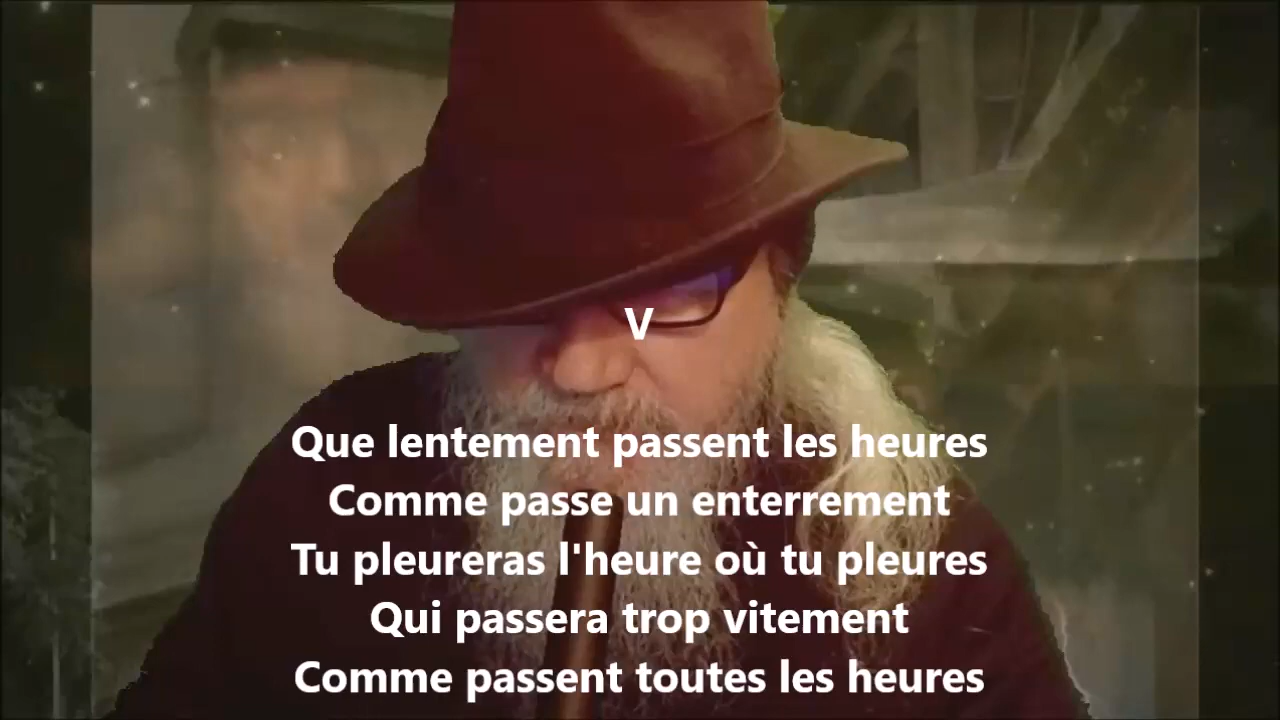 V
Que lentement passent les heures
Comme passe un enterrement
Tu pleureras l'heure où tu pleures
Qui passera trop vitement
Comme passent toutes les heures